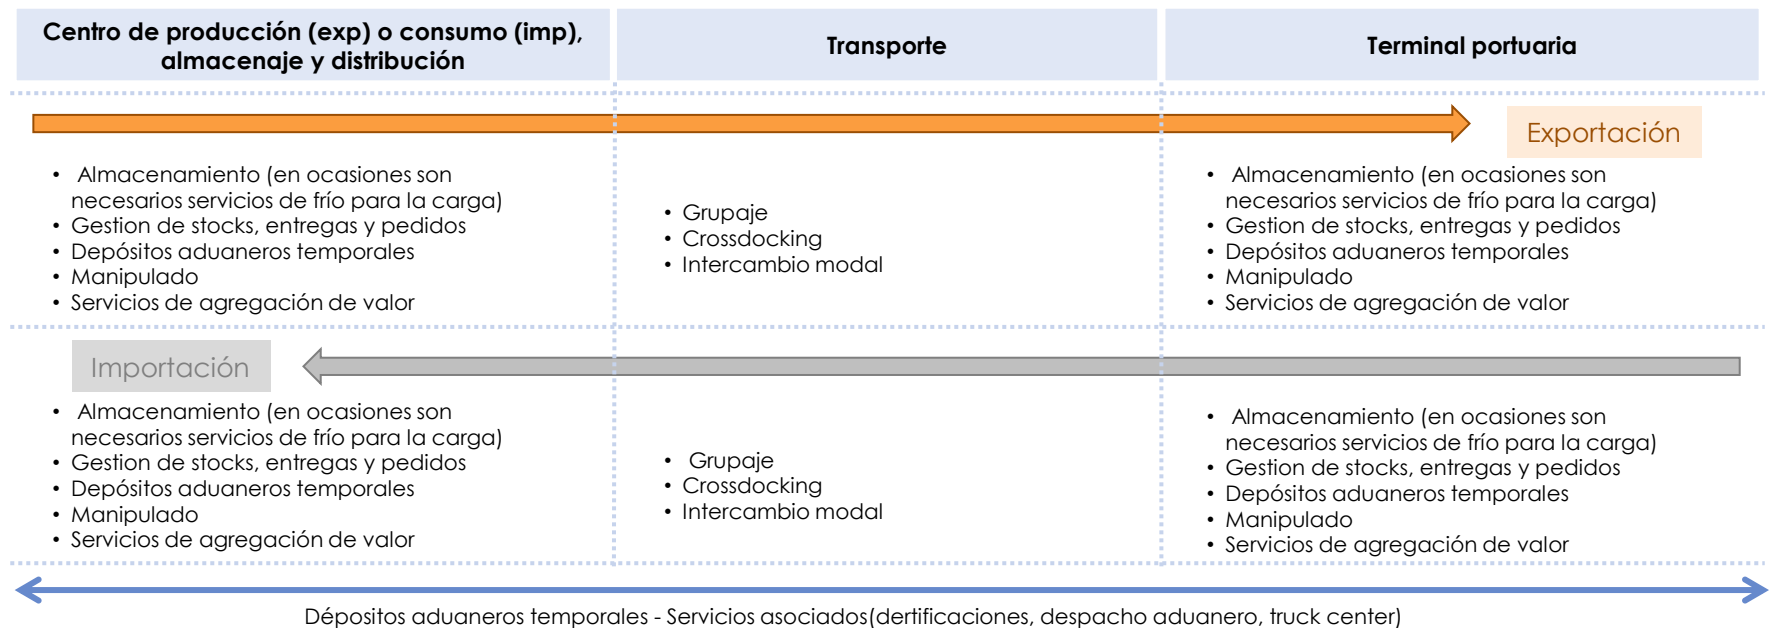 Centro de producción (exp) o consumo (imp),
almacenaje y distribución
Transporte
Terminal portuaria
Exportación
• Almacenamiento (en ocasiones son
necesarios servicios de frío para la carga)
• Gestion de stocks, entregas y pedidos
• Depósitos aduaneros temporales
• Manipulado
• Servicios de agregación de valor
• Grupaje
• Crossdocking
• Intercambio modal
• Almacenamiento (en ocasiones son
necesarios servicios de frío para la carga)
• Gestion de stocks, entregas y pedidos
• Depósitos aduaneros temporales
• Manipulado
• Servicios de agregación de valor
Importación
• Almacenamiento (en ocasiones son
necesarios servicios de frío para la carga)
• Gestion de stocks, entregas y pedidos
• Depósitos aduaneros temporales
• Manipulado
• Servicios de agregación de valor
• Grupaje
• Crossdocking
• Intercambio modal
• Almacenamiento (en ocasiones son
necesarios servicios de frío para la carga)
• Gestion de stocks, entregas y pedidos
• Depósitos aduaneros temporales
• Manipulado
• Servicios de agregación de valor
Dépositos aduaneros temporales - Servicios asociados(dertificaciones, despacho aduanero, truck center)